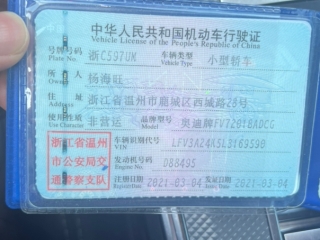 中华人民共和国机动车行驶证
Vehicle License of the People's Republic of China
号牌号码 浙C597UM 车辆类型 小型轿车
Plate No. Vehicle Type
所有人 杨海旺
Owner
住址 浙江省温州市鹿城区西城路28号
Address
使用性质 非营运 品牌型号 奥迪牌FV7201BADCG
Use Character Model
浙江省温州市公安局交通警察支队
车辆识别代号 LFV3A24K5L3169590
VIN
发动机号码 D88495
Engine No.
注册日期 2021-03-04 发证日期 2021-03-04
Register Date Issue Date